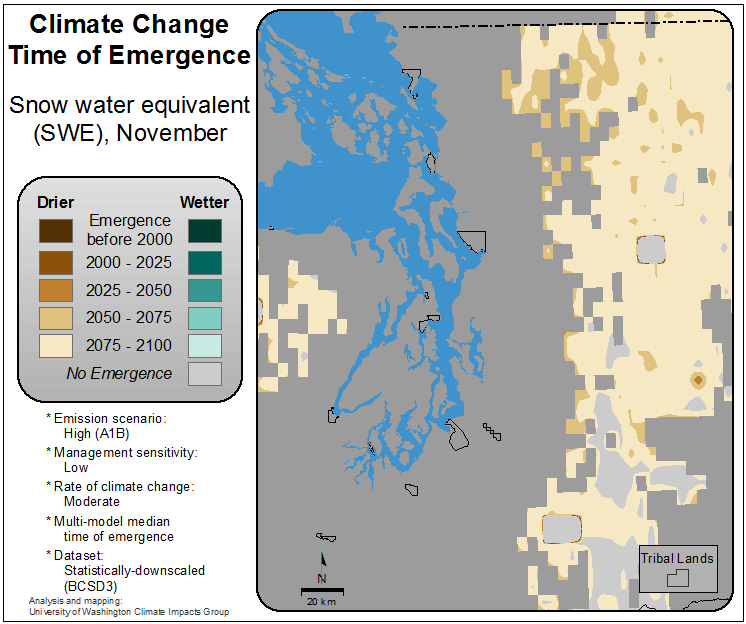 Climate Change
Time of Emergence
Snow water equivalent
(SWE), November
Drier
Wetter
Emergence
before 2000
2000 - 2025
2025 - 2050
2050 - 2075
2075 - 2100
No Emergence
* Emission scenario:
High (A1B)
* Management sensitivity:
Low
* Rate of climate change:
Moderate
* Multi-model median
time of emergence
* Dataset:
Statistically-downscaled
(BCSD3)
Analysis and mapping:
University of Washington Climate Impacts Group
N
20 km
Tribal Lands